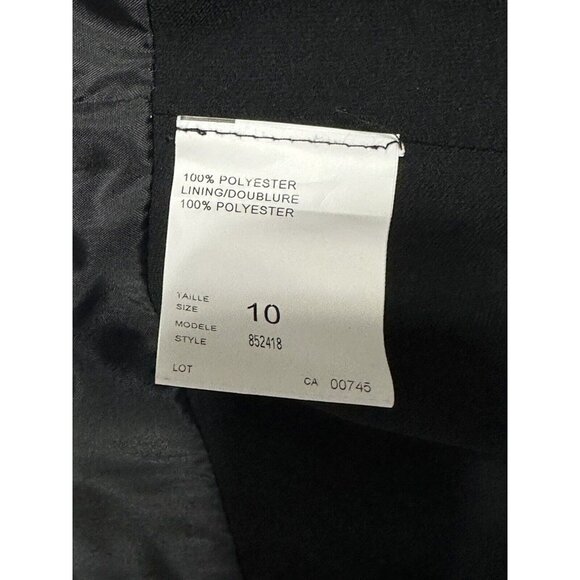 100% POLYESTER
LINING/DOUBLURE
100% POLYESTER
TAILLE
SIZE 10
MODELE
STYLE 852418
LOT CA 00745